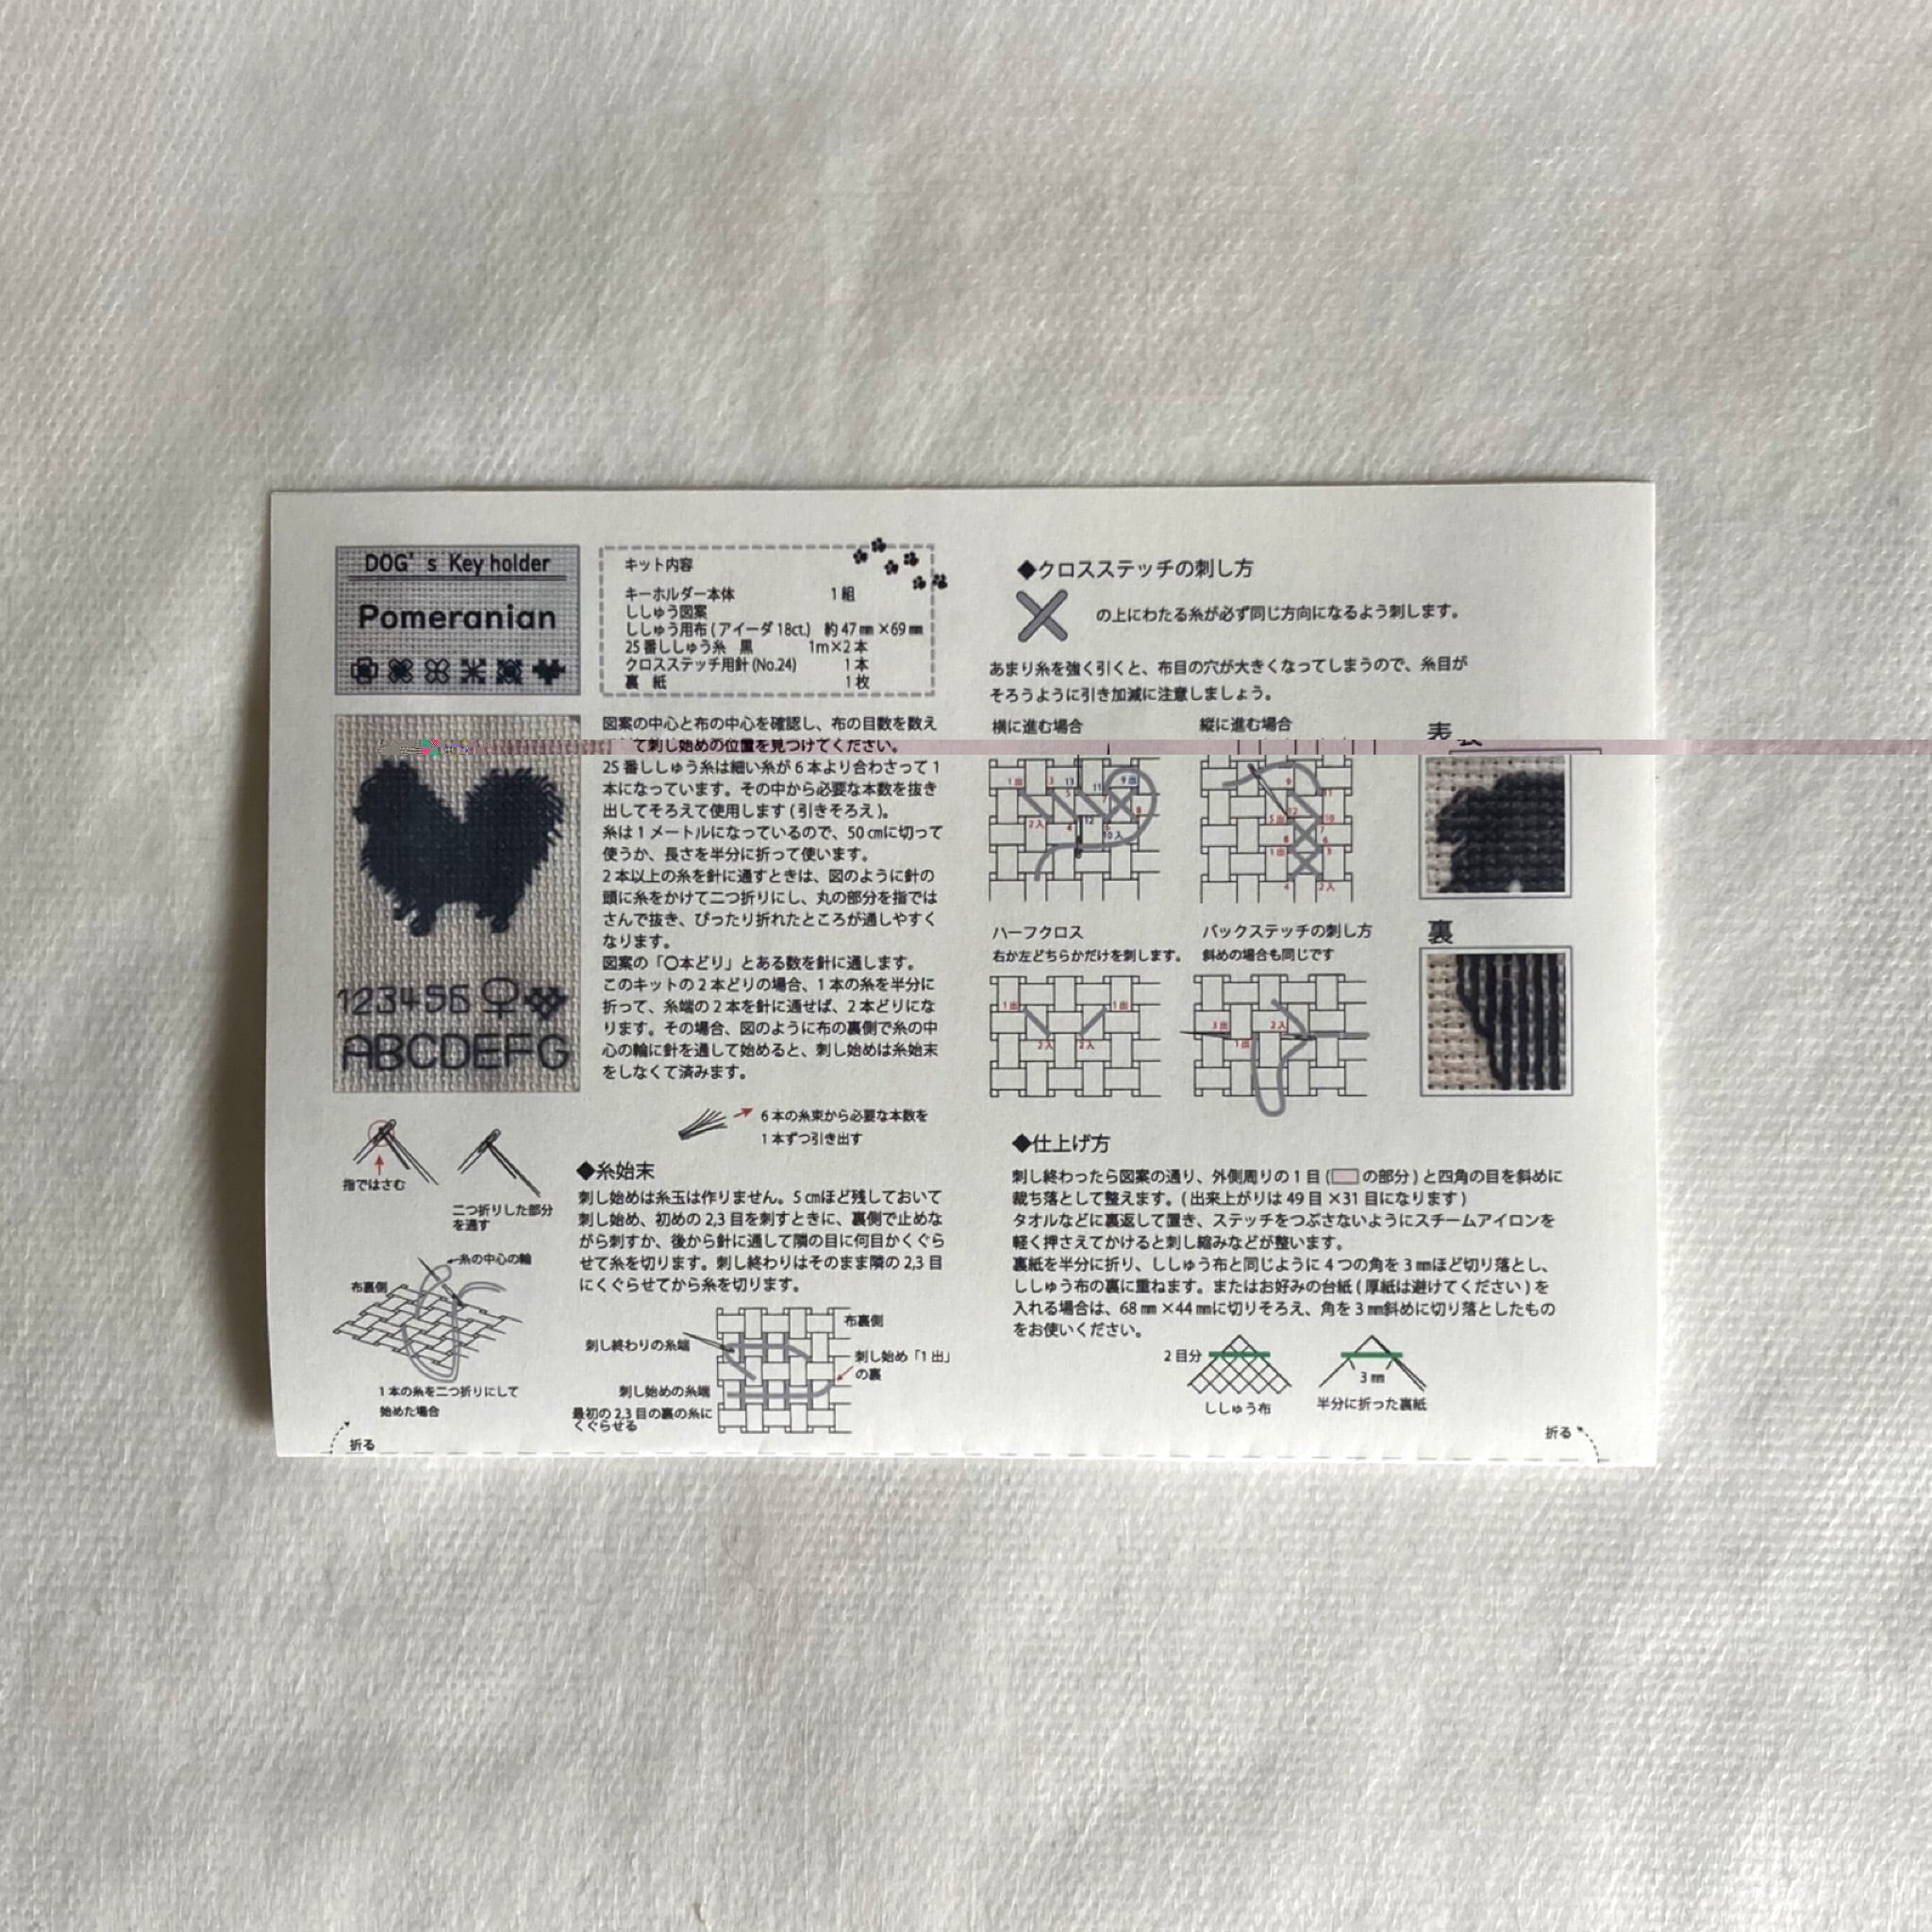 DOG's Key holder
Pomeranian
123456♀
ABCDEFG
キット内容
キーホルダー本体 1組
ししゅう図案
ししゅう用布(アイーダ18ct.) 約47㎜×69㎜
25番ししゅう糸 黒 1m×2本
クロスステッチ用針(No.24) 1本
裏 紙 1枚
図案の中心と布の中心を確認し、布の目数を数え
て刺し始めの位置を見つけてください。
25番ししゅう糸は細い糸が6本より合わさって1
本になっています。その中から必要な本数を抜き
出してそろえて使用します(引きそろえ)。
糸は1メートルになっているので、50㎝に切って
使うか、長さを半分に折って使います。
2本以上の糸を針に通すときは、図のように針の
頭に糸をかけて二つ折りにし、丸の部分を指では
さんで抜き、ぴったり折れたところが通しやすく
なります。
図案の「〇本どり」とある数を針に通します。
このキットの2本どりの場合、1本の糸を半分に
折って、糸端の2本を針に通せば、2本どりにな
ります。その場合、図のように布の裏側で糸の中
心の輪に針を通して始めると、刺し始めは糸始末
をしなくて済みます。
6本の糸束から必要な本数を
1本ずつ引き出す
指ではさむ
二つ折りした部分
を通す
糸の中心の輪
布裏側
1本の糸を二つ折りにして
始めた場合
折る
◆糸始末
刺し始めは糸玉は作りません。5㎝ほど残しておいて
刺し始め、初めの2,3目を刺すときに、裏側で止めな
がら刺すか、後から針に通して隣の目に何目かくぐら
せて糸を切ります。刺し終わりはそのまま隣の2,3目
にくぐらせてから糸を切ります。
布裏側
刺し終わりの糸端
刺し始め「1出」
の裏
刺し始めの糸端
最初の2,3目の裏の糸に
くぐらせる
◆クロスステッチの刺し方
の上にわたる糸が必ず同じ方向になるよう刺します。
あまり糸を強く引くと、布目の穴が大きくなってしまうので、糸目が
そろうように引き加減に注意しましょう。
横に進む場合
1出 3 13 5 11 9出
8
2入 4 12 10入
縦に進む場合
9
11
12 10
5出 7
8 6
1出 3
4 2入
表
裏
ハーフクロス
右か左どちらかだけを刺します。
1出 1出
2入 2入
バックステッチの刺し方
斜めの場合も同じです
3出 2入
1出
◆仕上げ方
刺し終わったら図案の通り、外側周りの1目(の部分)と四角の目を斜めに
裁ち落として整えます。(出来上がりは49目×31目になります)
タオルなどに裏返して置き、ステッチをつぶさないようにスチームアイロンを
軽く押さえてかけると刺し縮みなどが整います。
裏紙を半分に折り、ししゅう布と同じように4つの角を3㎜ほど切り落とし、
ししゅう布の裏に重ねます。またはお好みの台紙(厚紙は避けてください)を
入れる場合は、68㎜×44㎜に切りそろえ、角を3㎜斜めに切り落としたもの
をお使いください。
2目分
ししゅう布
3㎜
半分に折った裏紙
折る